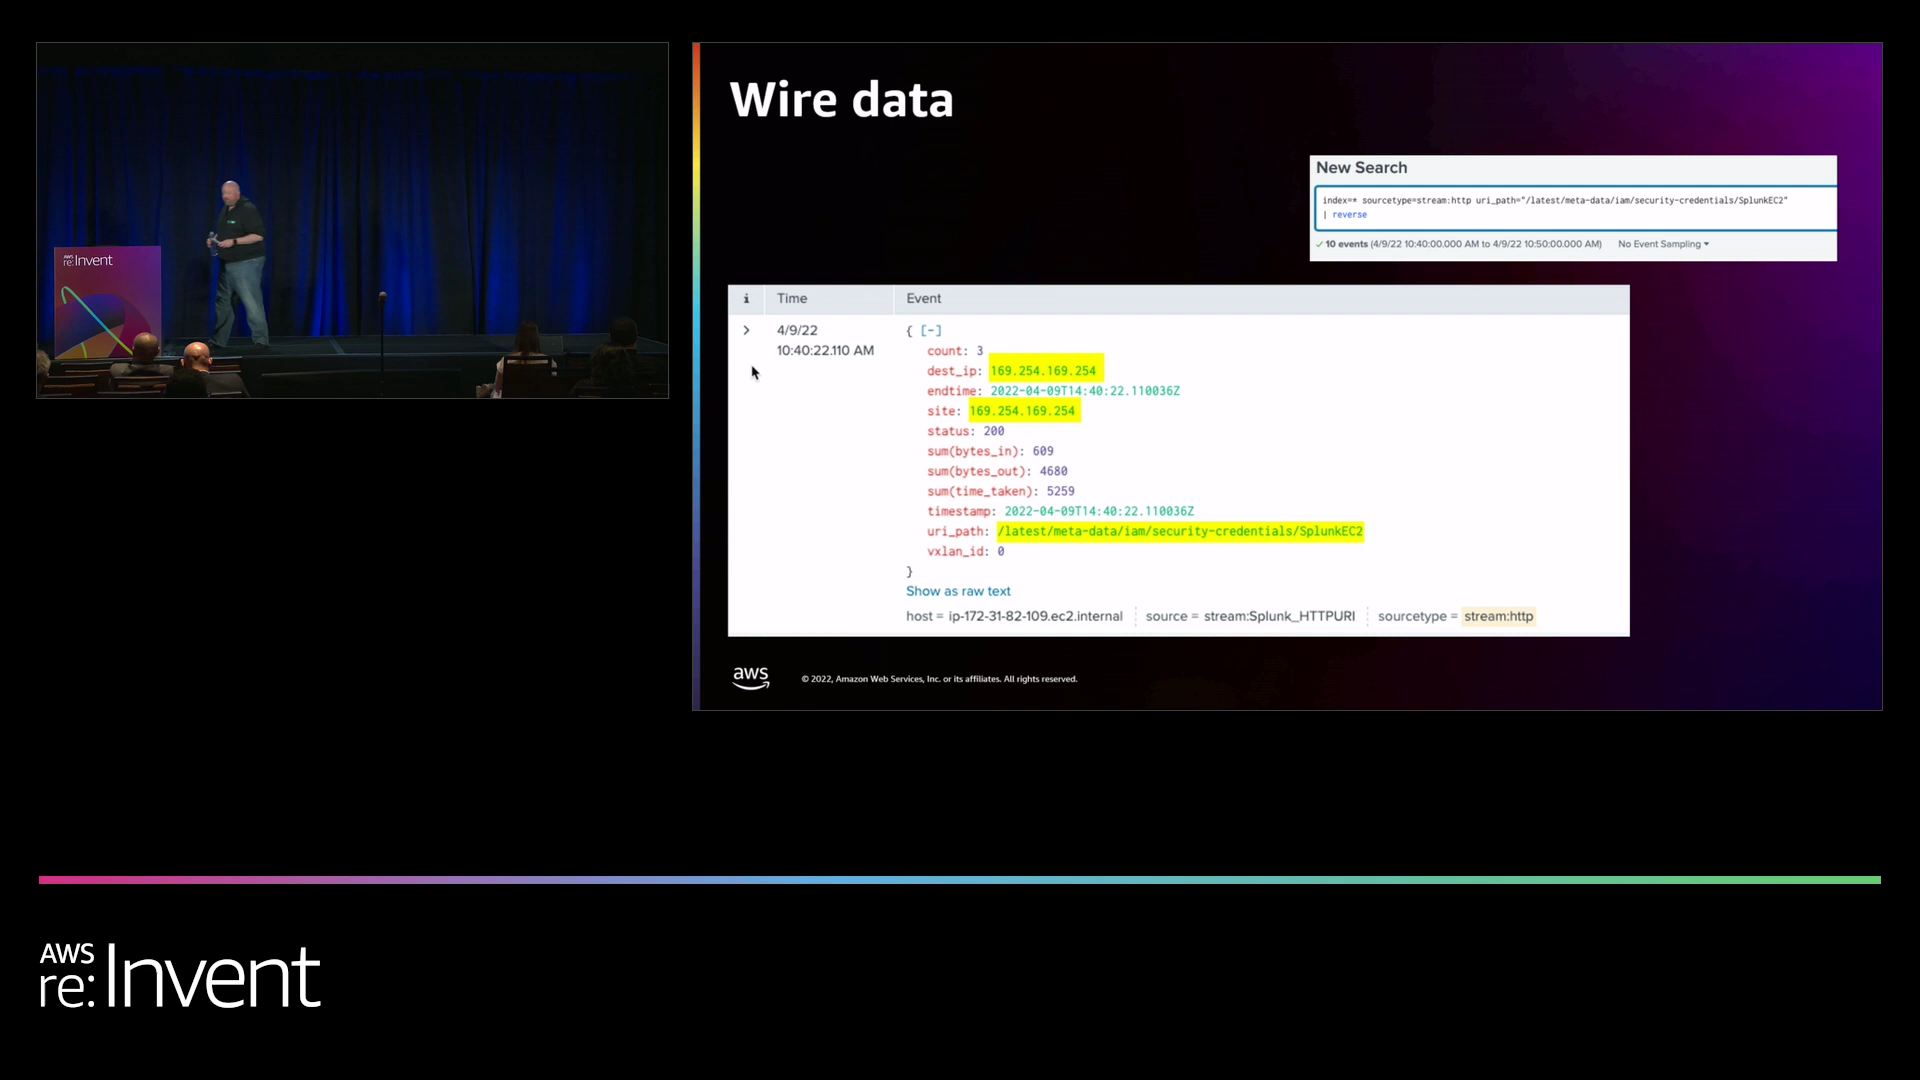 AWS
re:Invent
Wire data
New Search
index=* sourcetype=stream:http uri_path="/latest/meta-data/iam/security-credentials/SplunkEC2"
| reverse
✓ 10 events (4/9/22 10:40:00.000 AM to 4/9/22 10:50:00.000 AM) No Event Sampling
i Time Event
4/9/22
10:40:22.110 AM
{ [-]
count: 3
dest_ip: 169.254.169.254
endtime: 2022-04-09T14:40:22.110036Z
site: 169.254.169.254
status: 200
sum(bytes_in): 609
sum(bytes_out): 4680
sum(time_taken): 5259
timestamp: 2022-04-09T14:40:22.110036Z
uri_path: /latest/meta-data/iam/security-credentials/SplunkEC2
vxlan_id: 0
}
Show as raw text
host = ip-172-31-82-109.ec2.internal source = stream:Splunk_HTTPURI sourcetype = stream:http
aws © 2022, Amazon Web Services, Inc. or its affiliates. All rights reserved.
AWS
re:Invent